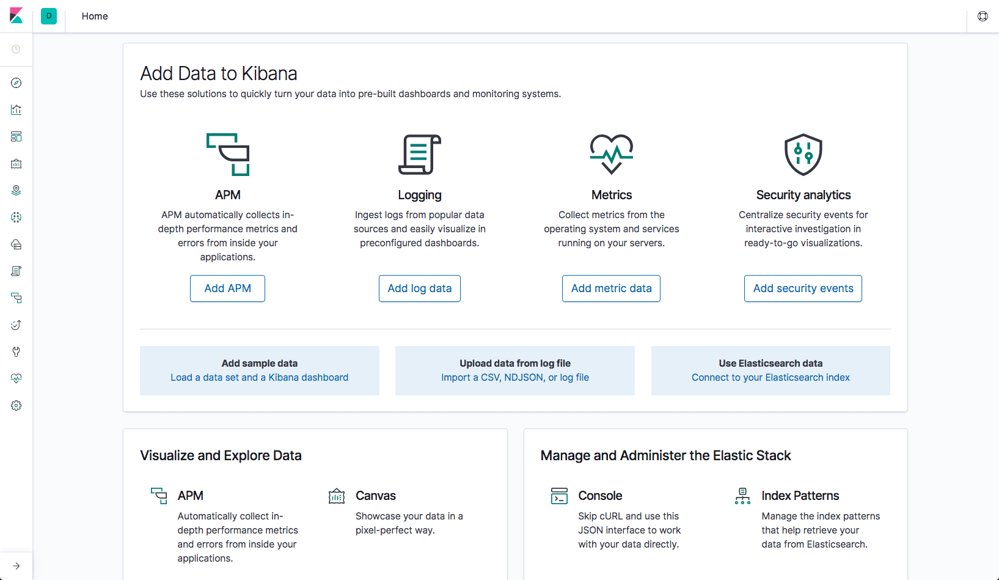 D
Home
Add Data to Kibana
Use these solutions to quickly turn your data into pre-built dashboards and monitoring systems.
APM
APM automatically collects in-
depth performance metrics and
errors from inside your
applications.
Add APM
Logging
Ingest logs from popular data
sources and easily visualize in
preconfigured dashboards.
Add log data
Metrics
Collect metrics from the
operating system and services
running on your servers.
Add metric data
Security analytics
Centralize security events for
interactive investigation in
ready-to-go visualizations.
Add security events
Add sample data
Load a data set and a Kibana dashboard
Upload data from log file
Import a CSV, NDJSON, or log file
Use Elasticsearch data
Connect to your Elasticsearch index
Visualize and Explore Data
APM
Automatically collect in-
depth performance metrics
and errors from inside your
applications.
Canvas
Showcase your data in a
pixel-perfect way.
Manage and Administer the Elastic Stack
Console
Skip cURL and use this
JSON interface to work
with your data directly.
Index Patterns
Manage the index patterns
that help retrieve your
data from Elasticsearch.